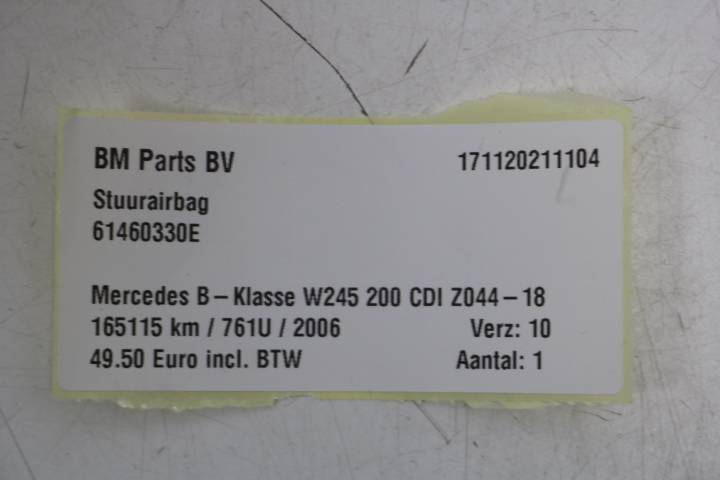 BM Parts BV 171120211104
Stuurairbag
61460330E
Mercedes B-Klasse W245 200 CDI Z044-18
165115 km / 761U / 2006 Verz: 10
49.50 Euro incl. BTW Aantal: 1